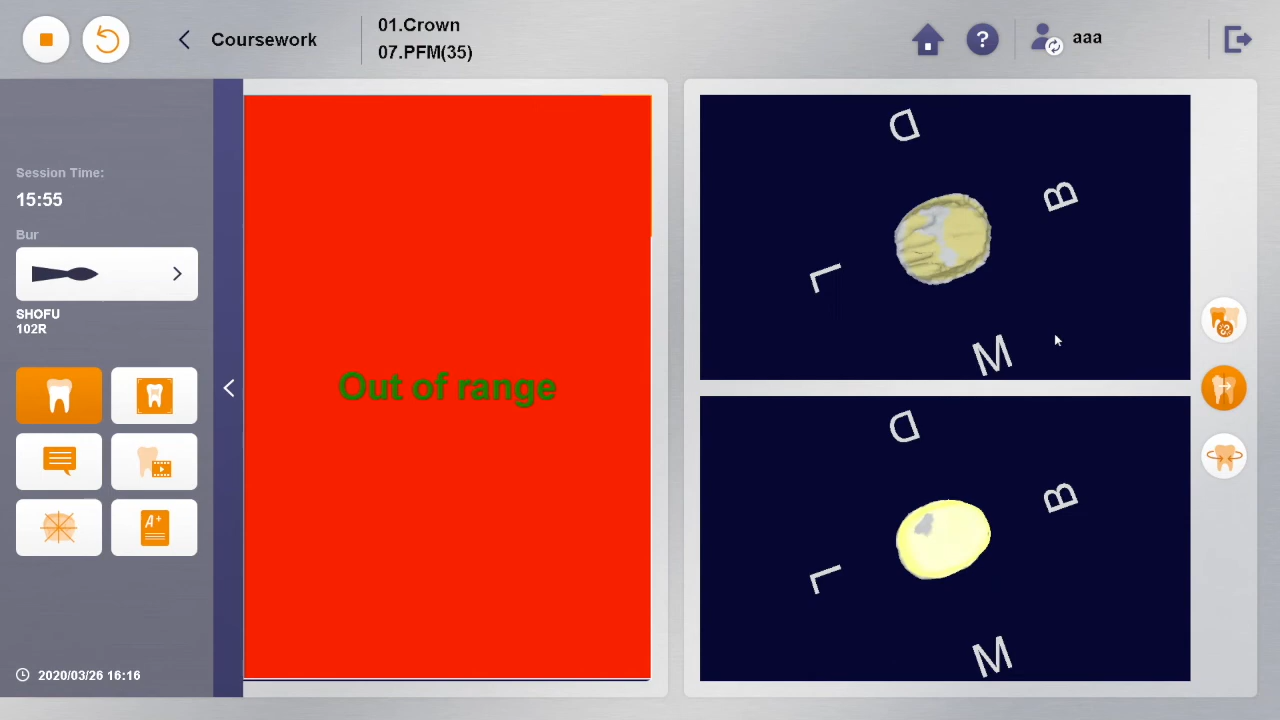 Coursework
01.Crown
07.PFM(35)
?
aaa
Session Time:
15:55
Bur
SHOFU
102R
A+
2020/03/26 16:16
Out of range
D
B
L
M
D
B
L
M